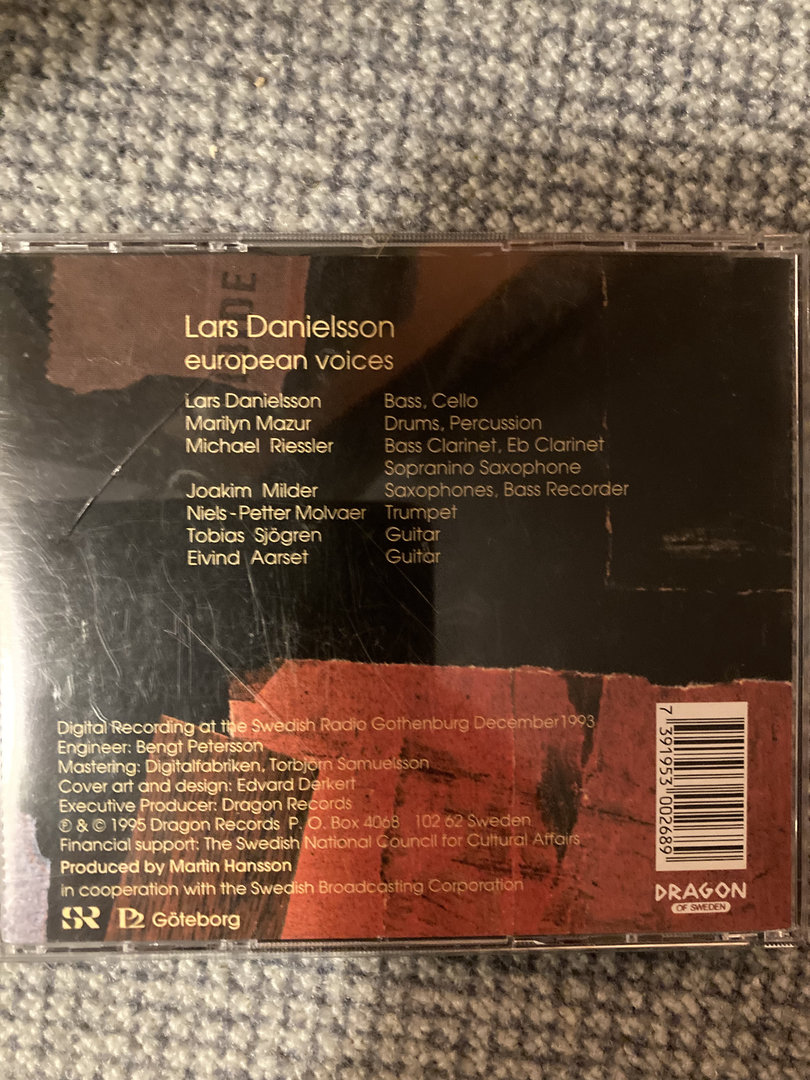 Lars Danielsson
european voices
Lars Danielsson Bass, Cello
Marilyn Mazur Drums, Percussion
Michael Riessler Bass Clarinet, Eb Clarinet
Sopranino Saxophone
Joakim Milder Saxophones, Bass Recorder
Niels-Petter Molvaer Trumpet
Tobias Sjögren Guitar
Eivind Aarset Guitar
Digital Recording at the Swedish Radio Gothenburg December 1993
Engineer: Bengt Petersson
Mastering: Digitalfabriken, Torbjörn Samuelsson
Cover art and design: Edvard Derkert
Executive Producer: Dragon Records
℗ & © 1995 Dragon Records P. O. Box 4068 102 62 Sweden
Financial support: The Swedish National Council for Cultural Affairs
Produced by Martin Hansson
in cooperation with the Swedish Broadcasting Corporation
SR P2 Göteborg
7 391953 002689
DRAGON
OF SWEDEN